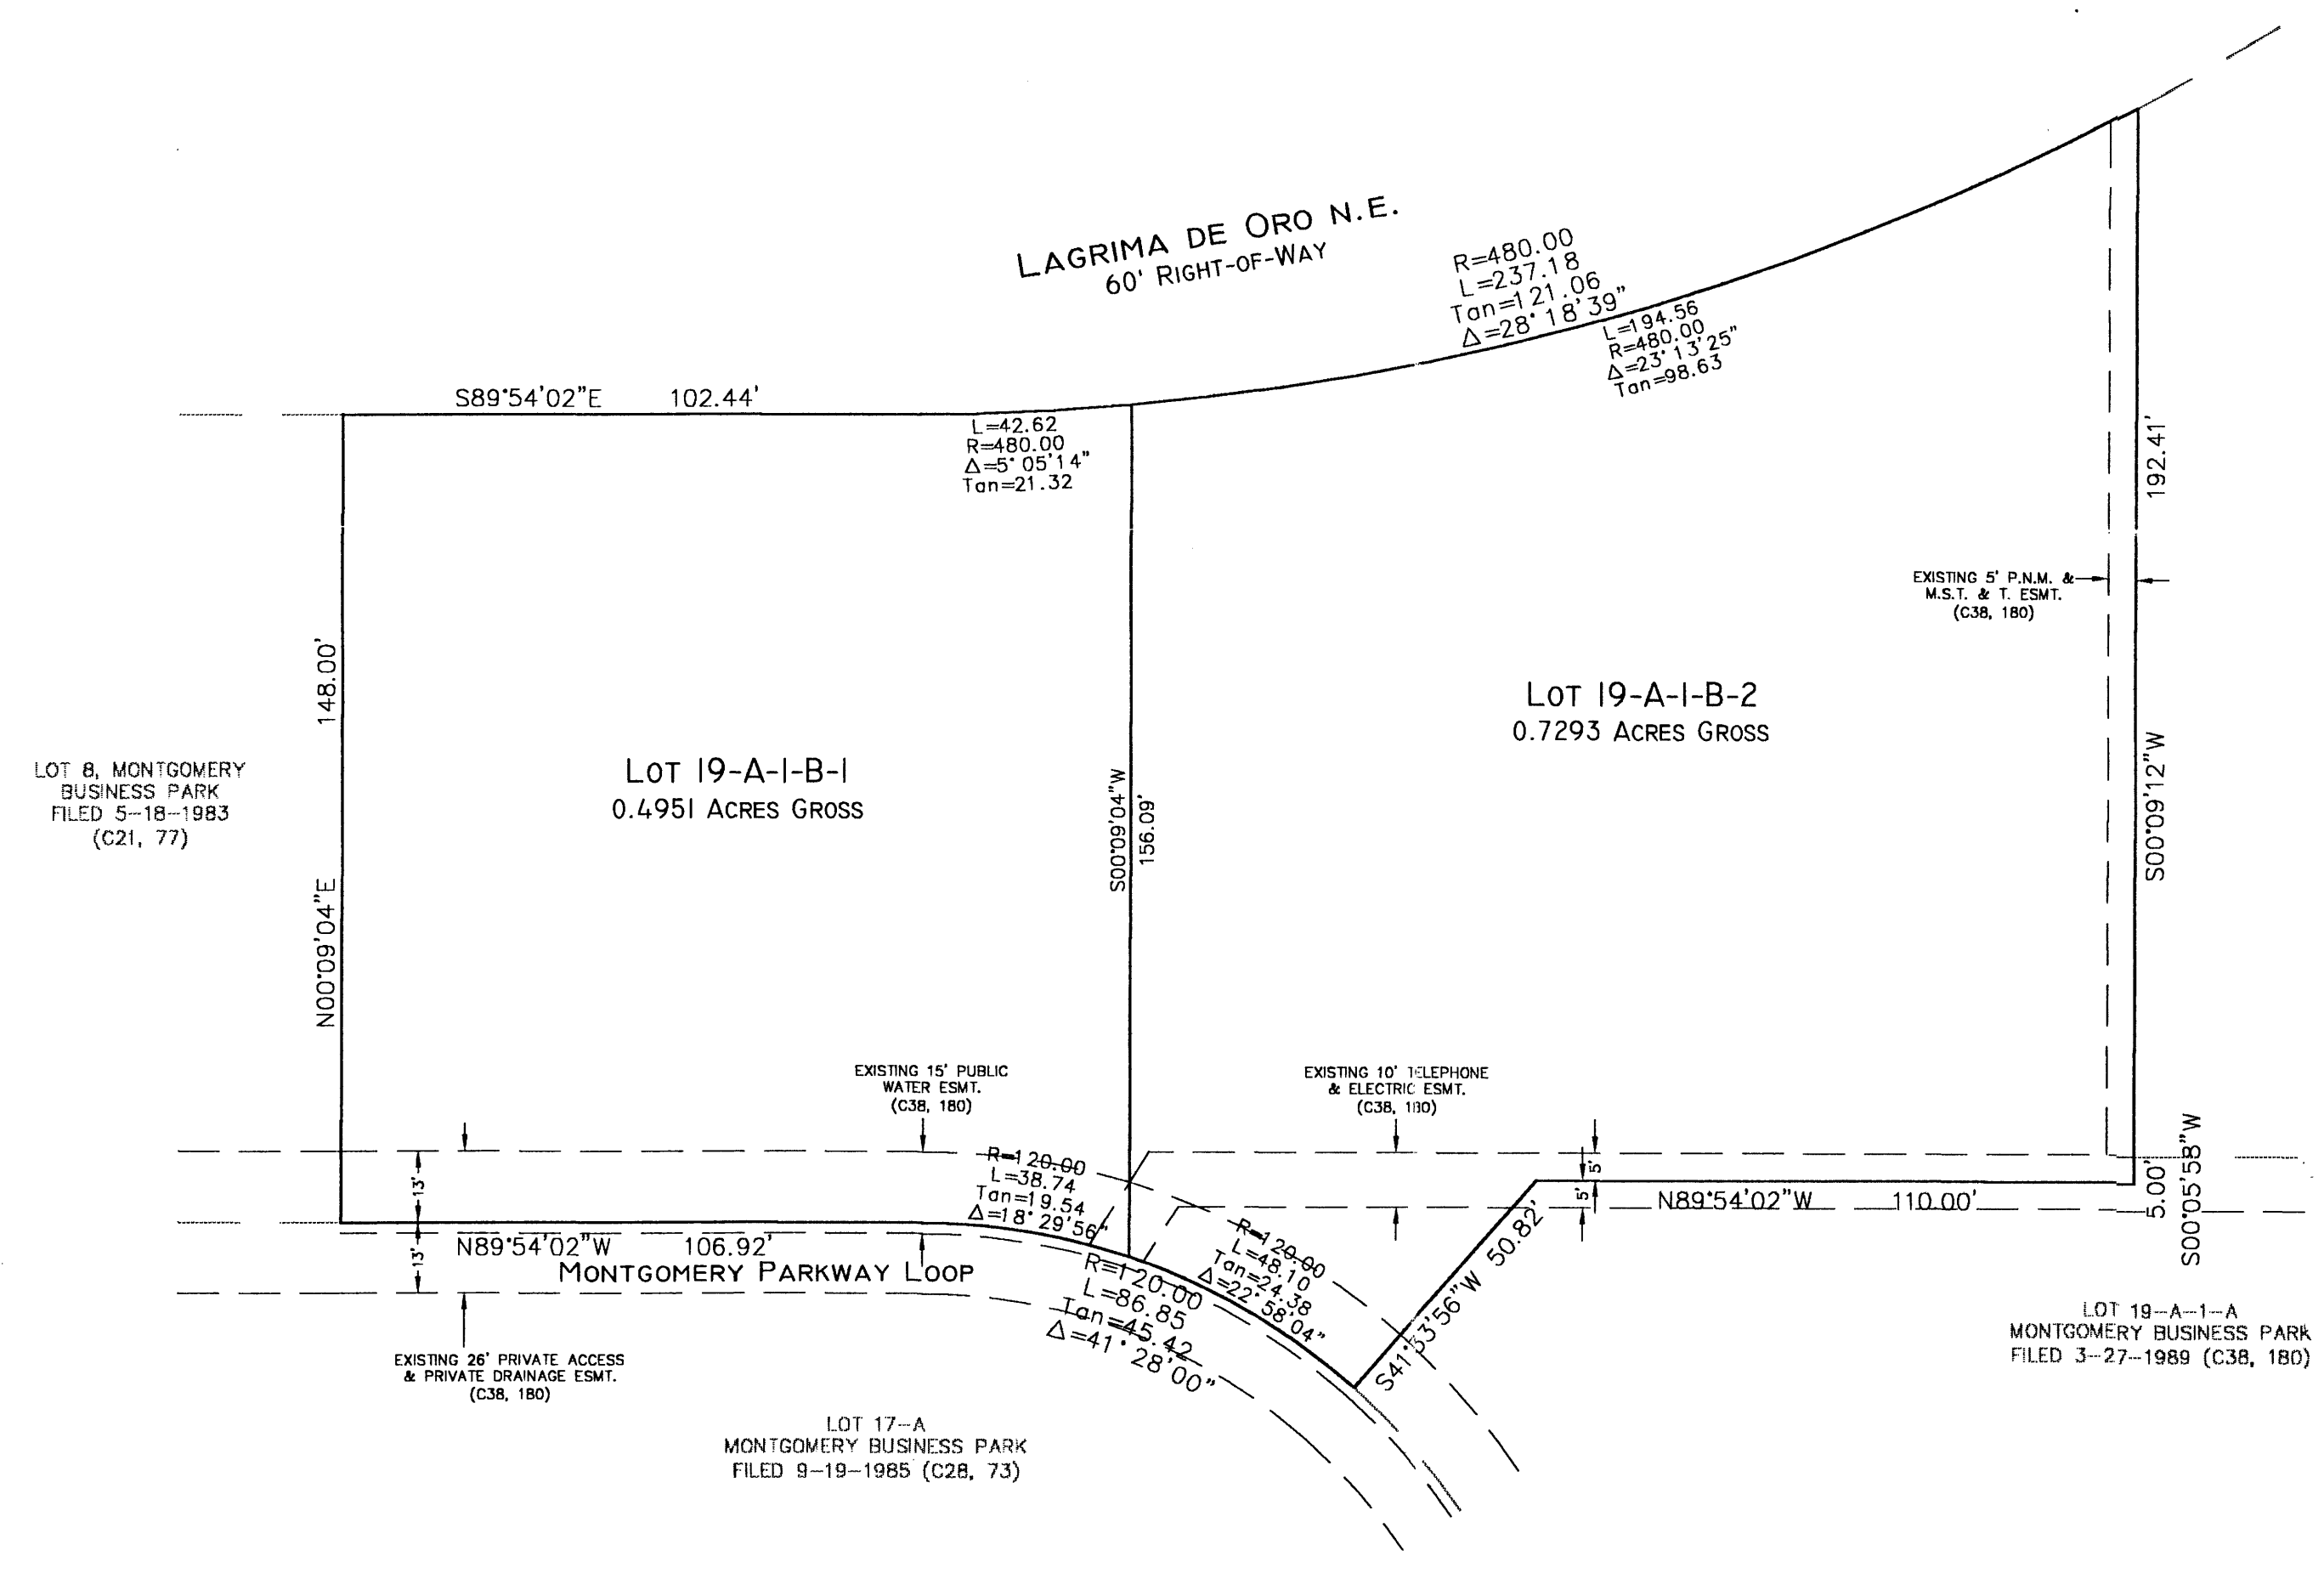 LAGRIMA DE ORO N.E.
60' RIGHT-OF-WAY
R=480.00
L=237.18
Tan=121.06
Δ=28°18'39"
L=194.56
R=480.00
Δ=23°13'25"
Tan=98.63
S89°54'02"E 102.44'
L=42.62
R=480.00
Δ=5°05'14"
Tan=21.32
192.41'
S00°09'12"W
EXISTING 5' P.N.M. &
M.S.T. & T. ESMT.
(C38, 180)
148.00'
N00°09'04"E
LOT 19-A-1-B-2
0.7293 ACRES GROSS
LOT 19-A-1-B-1
0.4951 ACRES GROSS
S00°09'04"W
156.09'
LOT 8, MONTGOMERY
BUSINESS PARK
FILED 5-18-1983
(C21, 77)
EXISTING 15' PUBLIC
WATER ESMT.
(C38, 180)
EXISTING 10' TELEPHONE
& ELECTRIC ESMT.
(C38, 180)
13'
13'
R=120.00
L=38.74
Tan=19.54
Δ=18°29'56"
5'
5'
N89°54'02"W 110.00'
5.00'
S00°05'58"W
N89°54'02"W 106.92'
MONTGOMERY PARKWAY LOOP
R=120.00
L=86.85
Tan=45.42
Δ=41°28'00"
R=120.00
L=48.10
Tan=24.38
Δ=22°58'04"
S41°33'56"W 50.82'
EXISTING 26' PRIVATE ACCESS
& PRIVATE DRAINAGE ESMT.
(C38, 180)
LOT 19-A-1-A
MONTGOMERY BUSINESS PARK
FILED 3-27-1989 (C38, 180)
LOT 17-A
MONTGOMERY BUSINESS PARK
FILED 9-19-1985 (C28, 73)